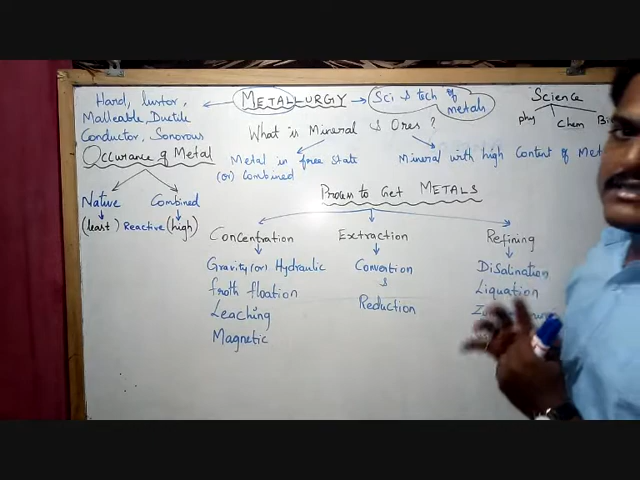 Hard, lustor,
Malleable, Ductile
Conductor, Sonorous
METALLURGY
Sci & tech of
metals
Science
phy Chem Bi
What is Mineral & Ores ?
Metal in free state
(or) Combined
Mineral with high Content of Met
Occurance of Metal
Native Combined
(least) Reactive (high)
Process to Get METALS
Concentration Extraction Refining
Gravity (or) Hydraulic
froth floation
Leaching
Magnetic
Convertion
&
Reduction
Disalination
Liquation